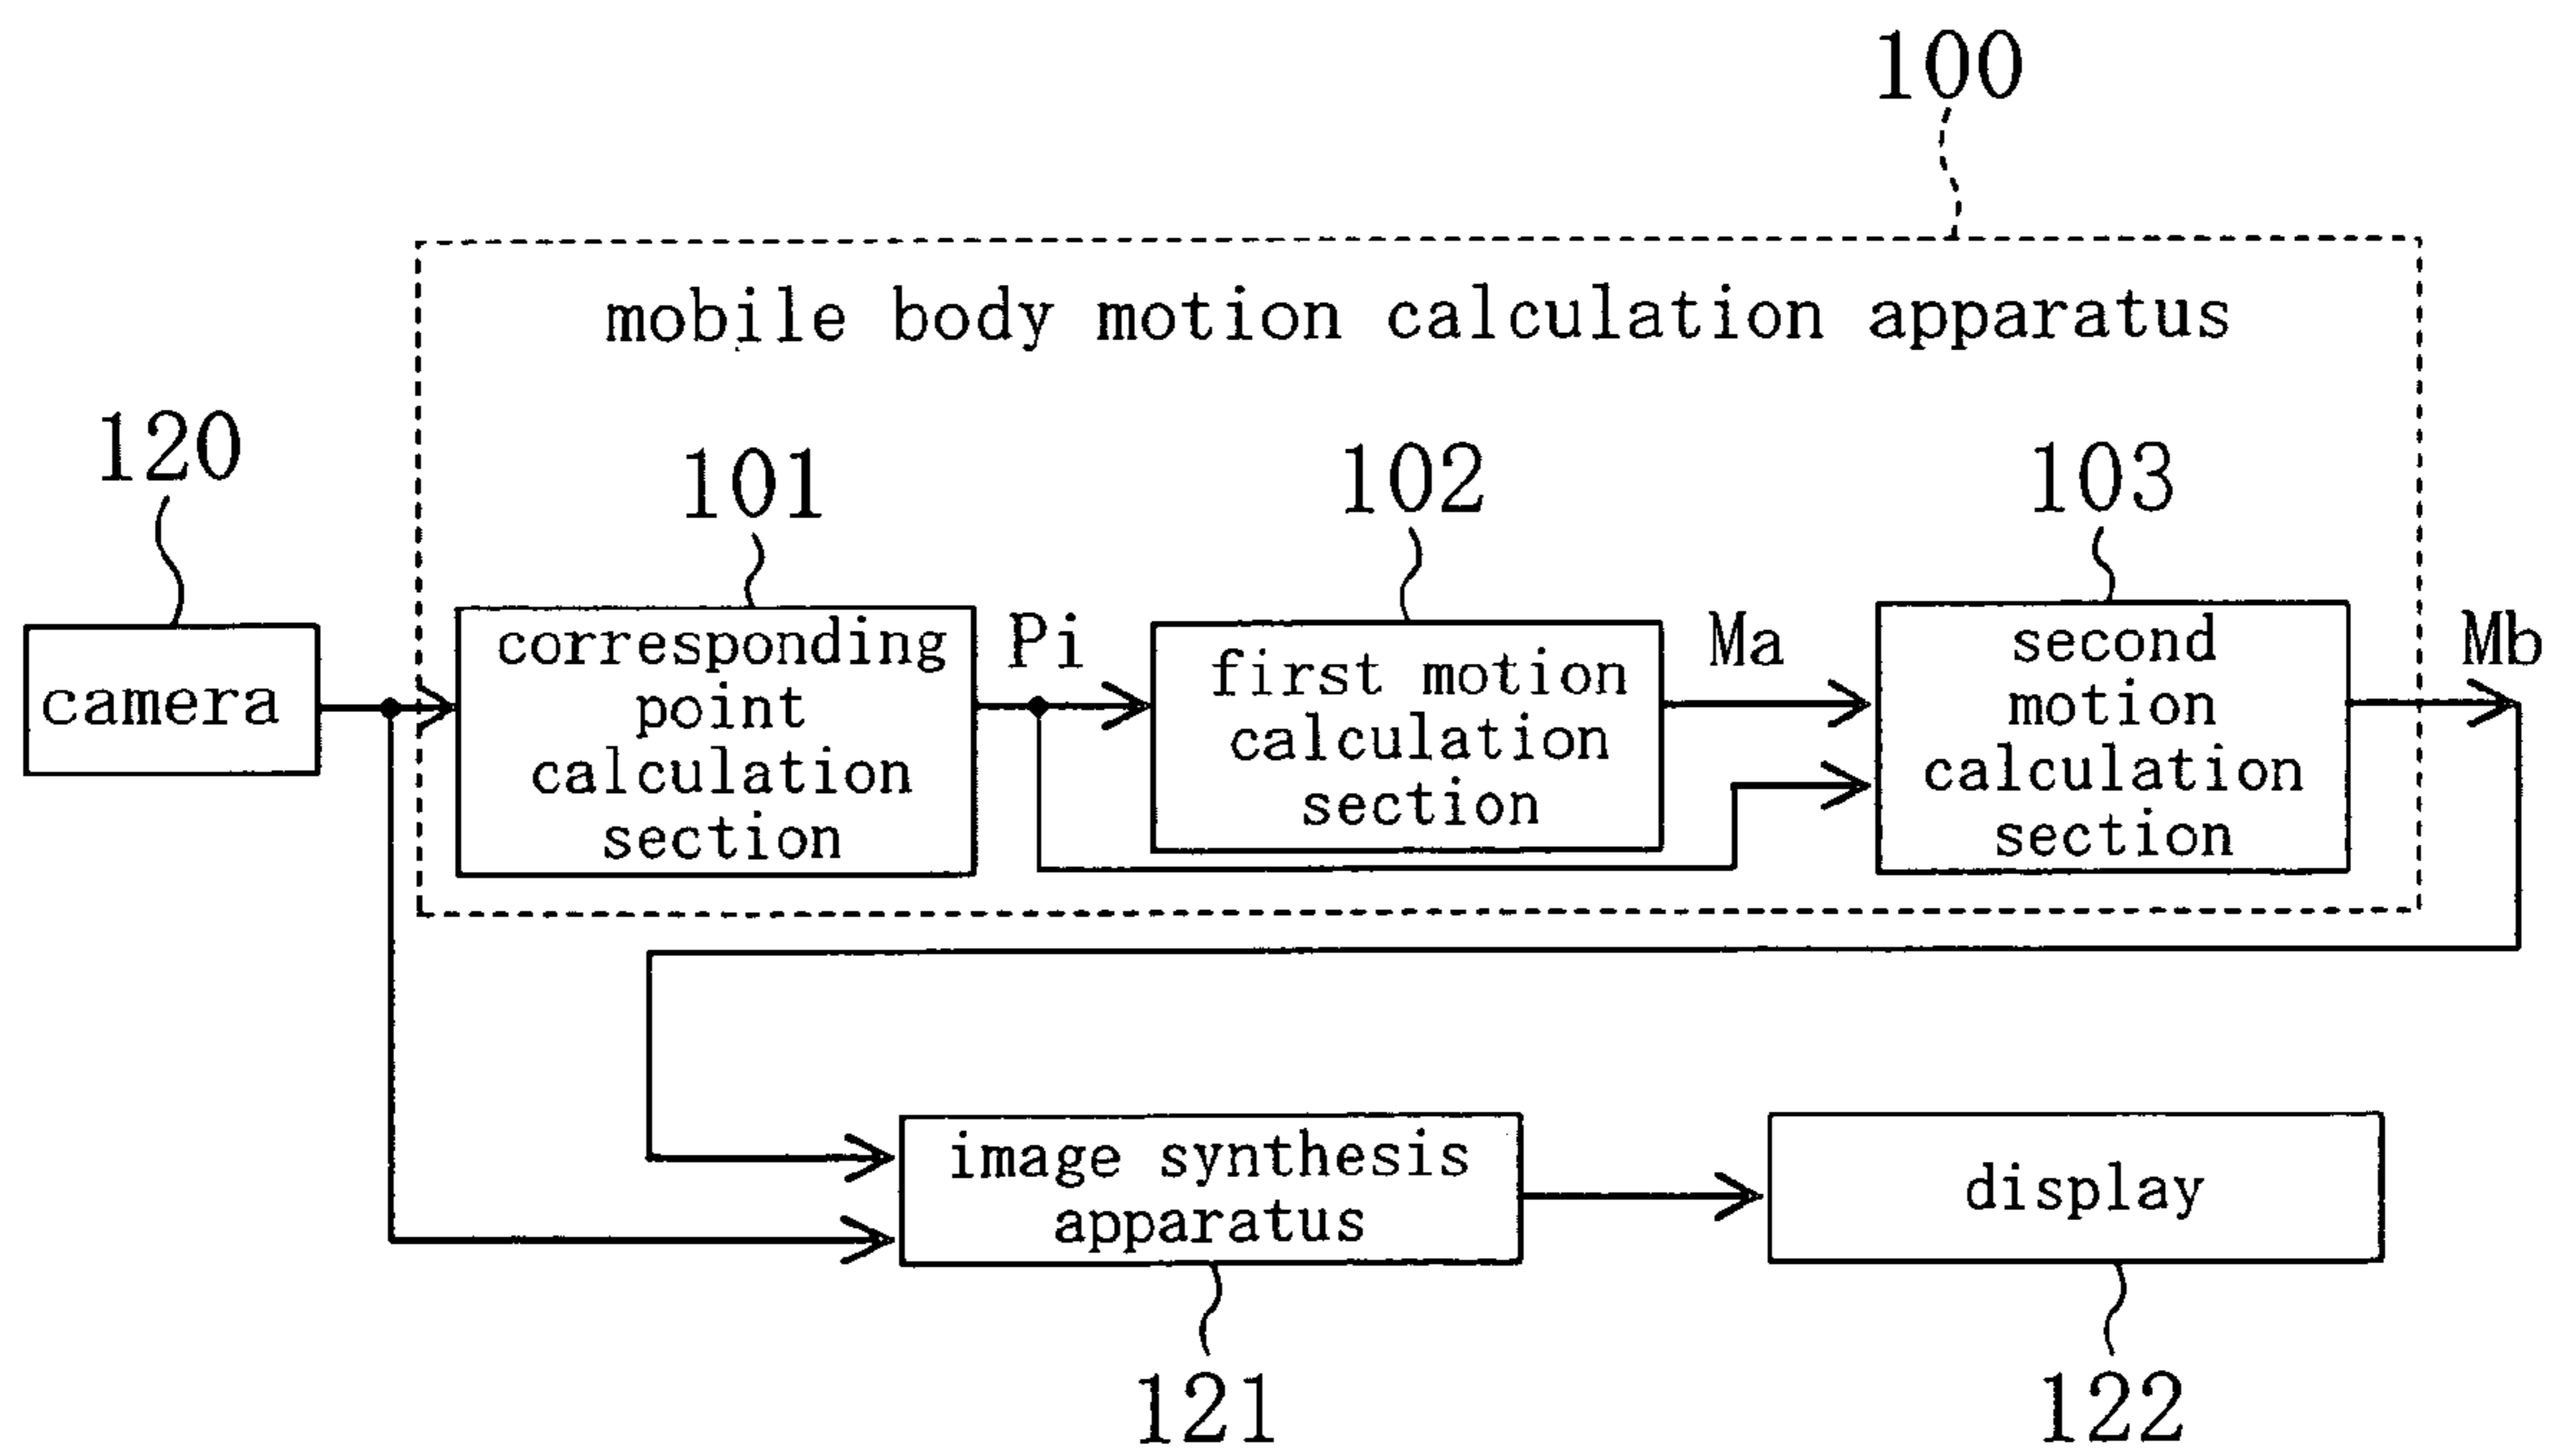 100
mobile body motion calculation apparatus
120
101
102
103
camera
corresponding
point
calculation
section
Pi
first motion
calculation
section
Ma
second
motion
calculation
section
Mb
image synthesis
apparatus
display
121
122